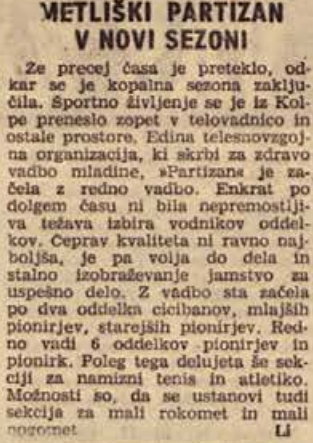 METLIŠKI PARTIZAN
V NOVI SEZONI
Že precej časa je preteklo, od-
kar se je kopalna sezona zaklju-
čila. Športno življenje se je iz Kol-
pe preneslo zopet v telovadnico in
ostale prostore. Edina telesnovzgoj-
na organizacija, ki skrbi za zdravo
vadbo mladine, »Partizan« je za-
čela z redno vadbo. Enkrat po
dolgem času ni bila nepremostlji-
va težava izbira vodnikov oddel-
kov. Čeprav kvaliteta ni ravno naj-
boljša, je pa volja do dela in
stalno izobraževanje jamstvo za
uspešno delo. Z vadbo sta začela
po dva oddelka cicibanov, mlajših
pionirjev, starejših pionirjev. Red-
no vadi 6 oddelkov pionirjev in
pionirk. Poleg tega delujeta še sek-
ciji za namizni tenis in atletiko.
Možnosti so, da se ustanovi tudi
sekcija za mali rokomet in mali
nogomet Li